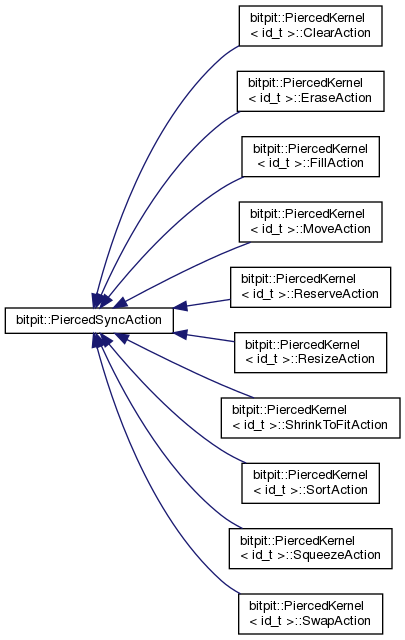 bitpit::PiercedKernel
< id_t >::ClearAction
bitpit::PiercedKernel
< id_t >::EraseAction
bitpit::PiercedKernel
< id_t >::FillAction
bitpit::PiercedKernel
< id_t >::MoveAction
bitpit::PiercedKernel
< id_t >::ReserveAction
bitpit::PiercedSyncAction
bitpit::PiercedKernel
< id_t >::ResizeAction
bitpit::PiercedKernel
< id_t >::ShrinkToFitAction
bitpit::PiercedKernel
< id_t >::SortAction
bitpit::PiercedKernel
< id_t >::SqueezeAction
bitpit::PiercedKernel
< id_t >::SwapAction